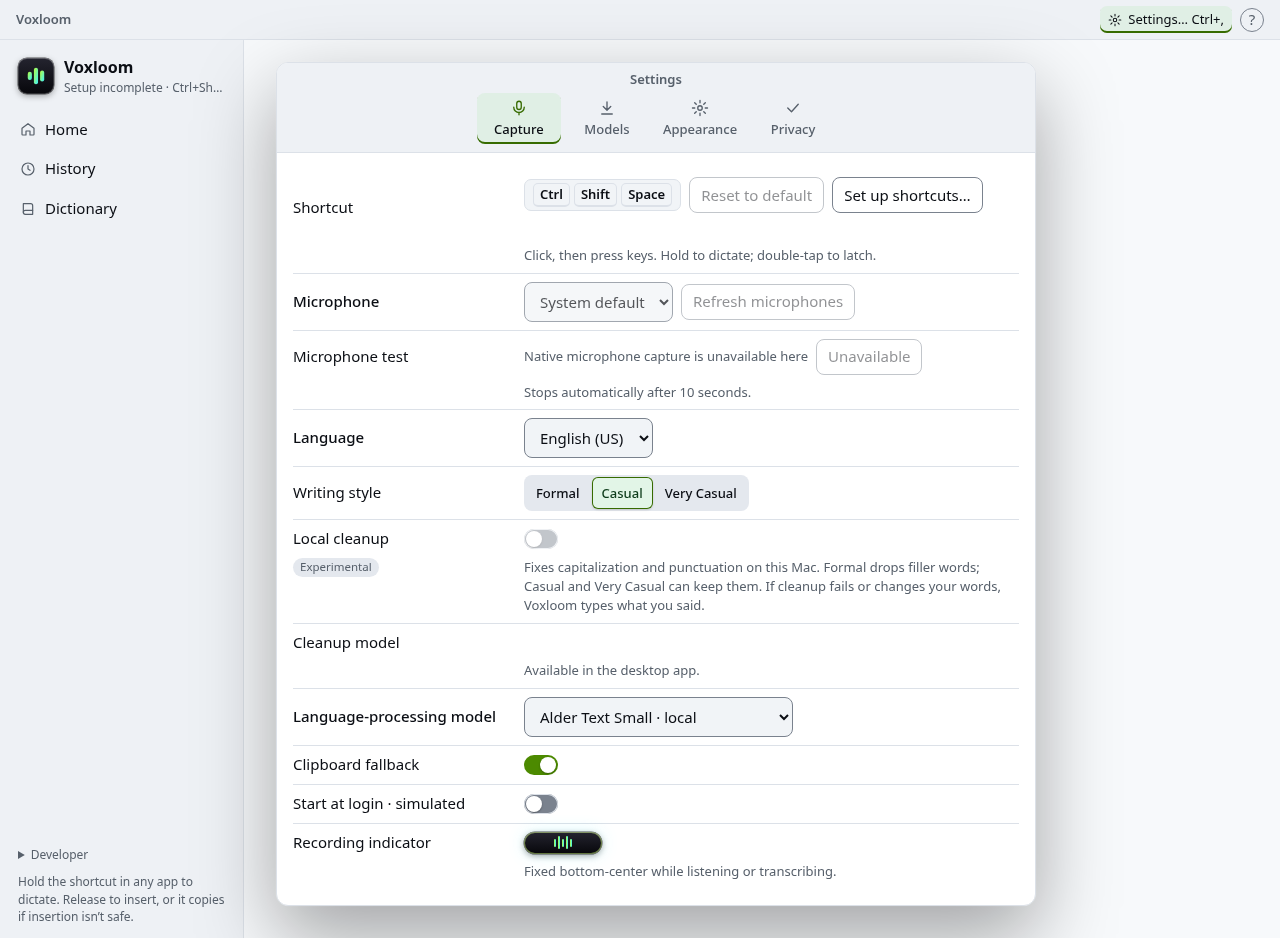 Voxloom
Settings... Ctrl+,
?
Voxloom
Setup incomplete · Ctrl+Sh...
Home
History
Dictionary
Settings
Capture
Models
Appearance
Privacy
Shortcut
Ctrl Shift Space
Reset to default
Set up shortcuts...
Click, then press keys. Hold to dictate; double-tap to latch.
Microphone
System default
Refresh microphones
Microphone test
Native microphone capture is unavailable here
Unavailable
Stops automatically after 10 seconds.
Language
English (US)
Writing style
Formal
Casual
Very Casual
Local cleanup
Experimental
Fixes capitalization and punctuation on this Mac. Formal drops filler words;
Casual and Very Casual can keep them. If cleanup fails or changes your words,
Voxloom types what you said.
Cleanup model
Available in the desktop app.
Language-processing model
Alder Text Small · local
Clipboard fallback
Start at login · simulated
Recording indicator
Fixed bottom-center while listening or transcribing.
Developer
Hold the shortcut in any app to
dictate. Release to insert, or it copies
if insertion isn’t safe.